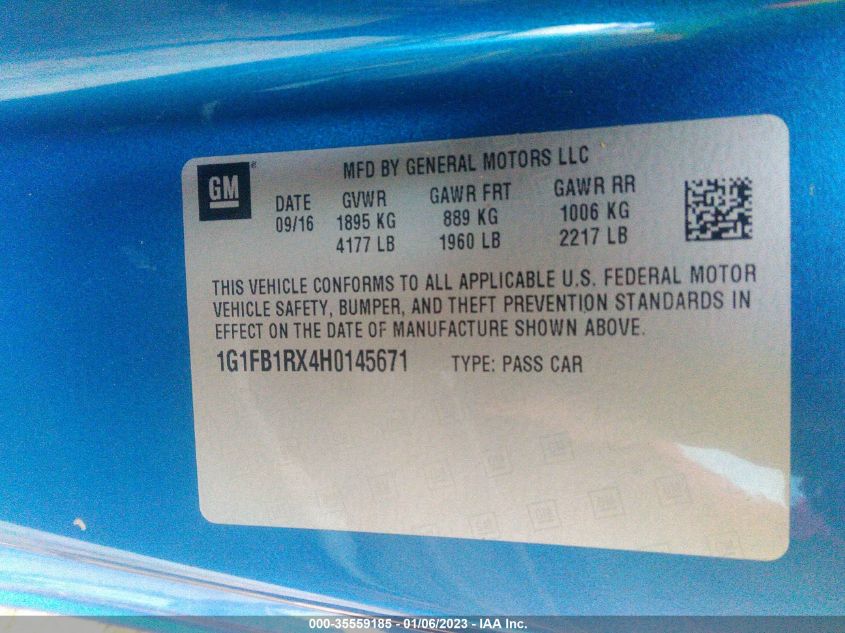 GM ®
MFD BY GENERAL MOTORS LLC
DATE GVWR GAWR FRT GAWR RR
09/16 1895 KG 889 KG 1006 KG
4177 LB 1960 LB 2217 LB
THIS VEHICLE CONFORMS TO ALL APPLICABLE U.S. FEDERAL MOTOR
VEHICLE SAFETY, BUMPER, AND THEFT PREVENTION STANDARDS IN
EFFECT ON THE DATE OF MANUFACTURE SHOWN ABOVE.
1G1FB1RX4H0145671 TYPE: PASS CAR
000-35559185 - 01/06/2023 - IAA Inc.